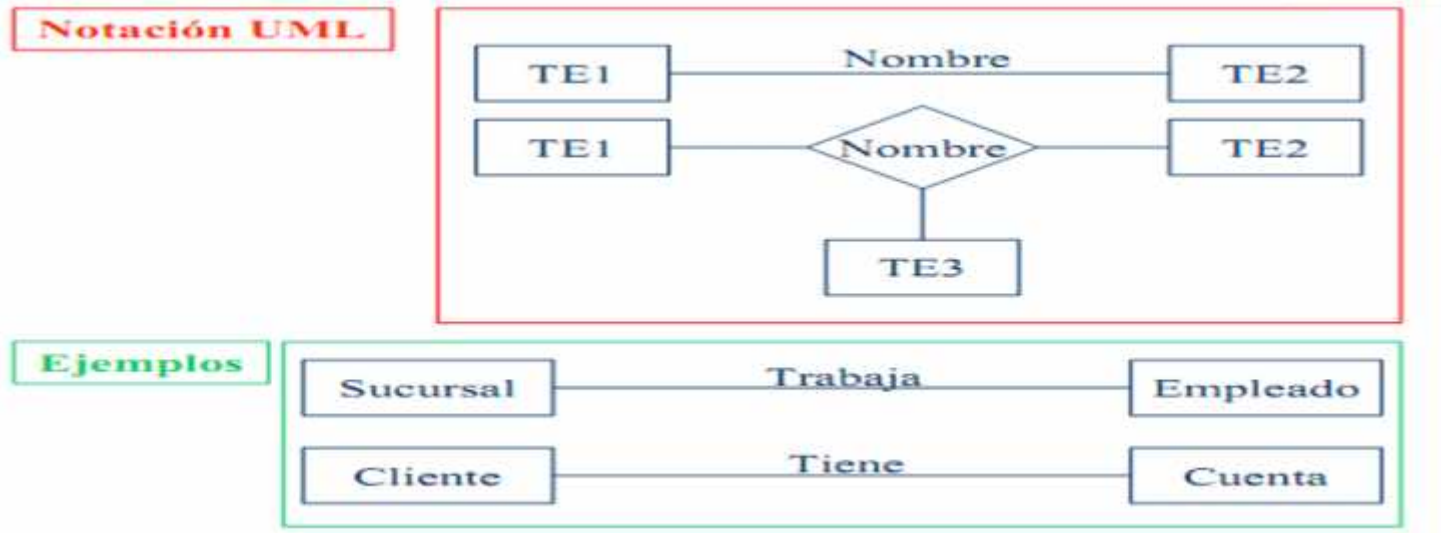 Notación UML
TE1 Nombre TE2
TE1 Nombre TE2
TE3
Ejemplos
Sucursal Trabaja Empleado
Cliente Tiene Cuenta